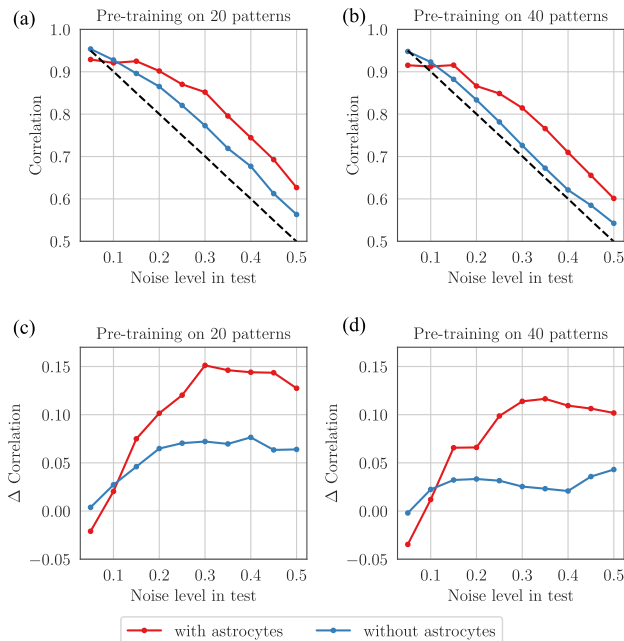 (a)
Pre-training on 20 patterns
1.0
0.9
0.8
0.7
0.6
0.5
Correlation
0.1
0.2
0.3
0.4
0.5
Noise level in test
(b)
Pre-training on 40 patterns
1.0
0.9
0.8
0.7
0.6
0.5
Correlation
0.1
0.2
0.3
0.4
0.5
Noise level in test
(c)
Pre-training on 20 patterns
0.15
0.10
0.05
0.00
−0.05
Δ Correlation
0.1
0.2
0.3
0.4
0.5
Noise level in test
(d)
Pre-training on 40 patterns
0.15
0.10
0.05
0.00
−0.05
Δ Correlation
0.1
0.2
0.3
0.4
0.5
Noise level in test
with astrocytes
without astrocytes